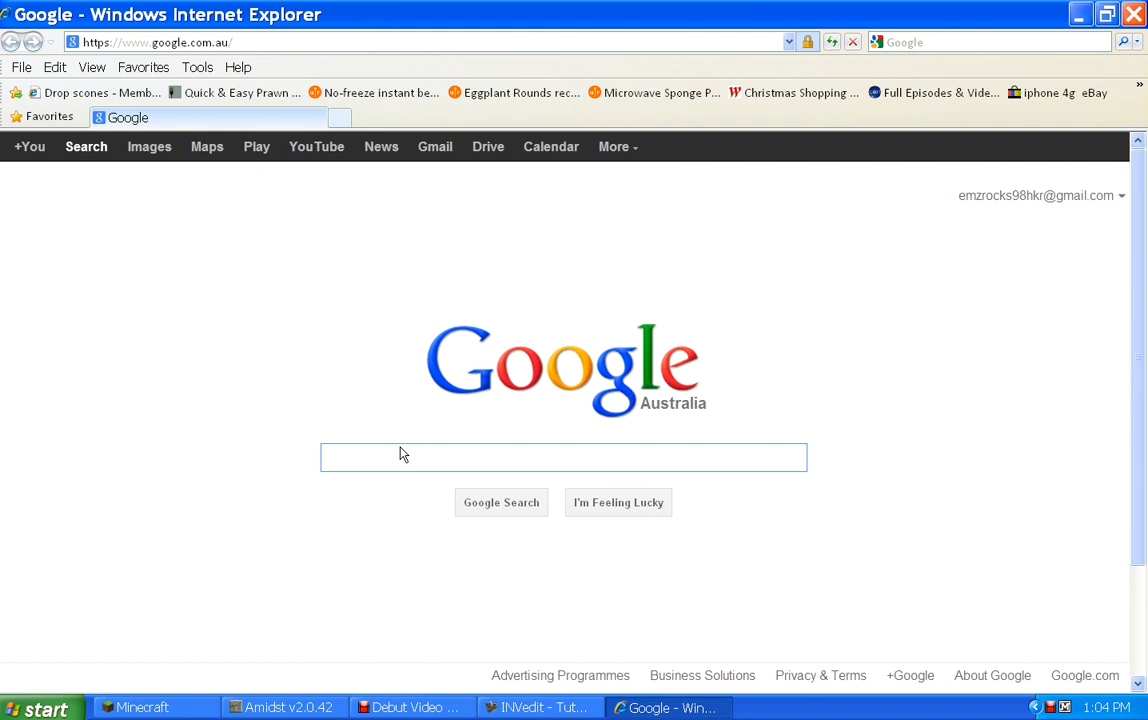 Google - Windows Internet Explorer
https://www.google.com.au/
Google
File Edit View Favorites Tools Help
Drop scones - Memb... Quick & Easy Prawn ... No-freeze instant be... Eggplant Rounds rec... Microwave Sponge P... Christmas Shopping ... Full Episodes & Vide... iphone 4g eBay »
Favorites Google
+You Search Images Maps Play YouTube News Gmail Drive Calendar More
emzrocks98hkr@gmail.com
Google
Australia
Google Search I'm Feeling Lucky
Advertising Programmes Business Solutions Privacy & Terms +Google About Google Google.com
start Minecraft Amidst v2.0.42 Debut Video ... INVedit - Tut... Google - Win... 1:04 PM